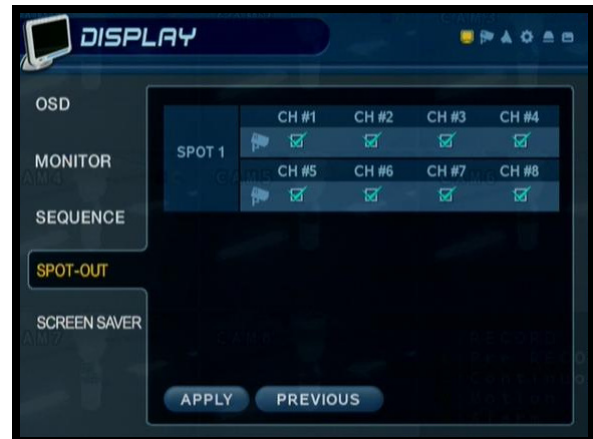 DISPLAY
OSD
MONITOR
SEQUENCE
SPOT-OUT
SCREEN SAVER
SPOT 1
CH #1 CH #2 CH #3 CH #4
CH #5 CH #6 CH #7 CH #8
APPLY PREVIOUS